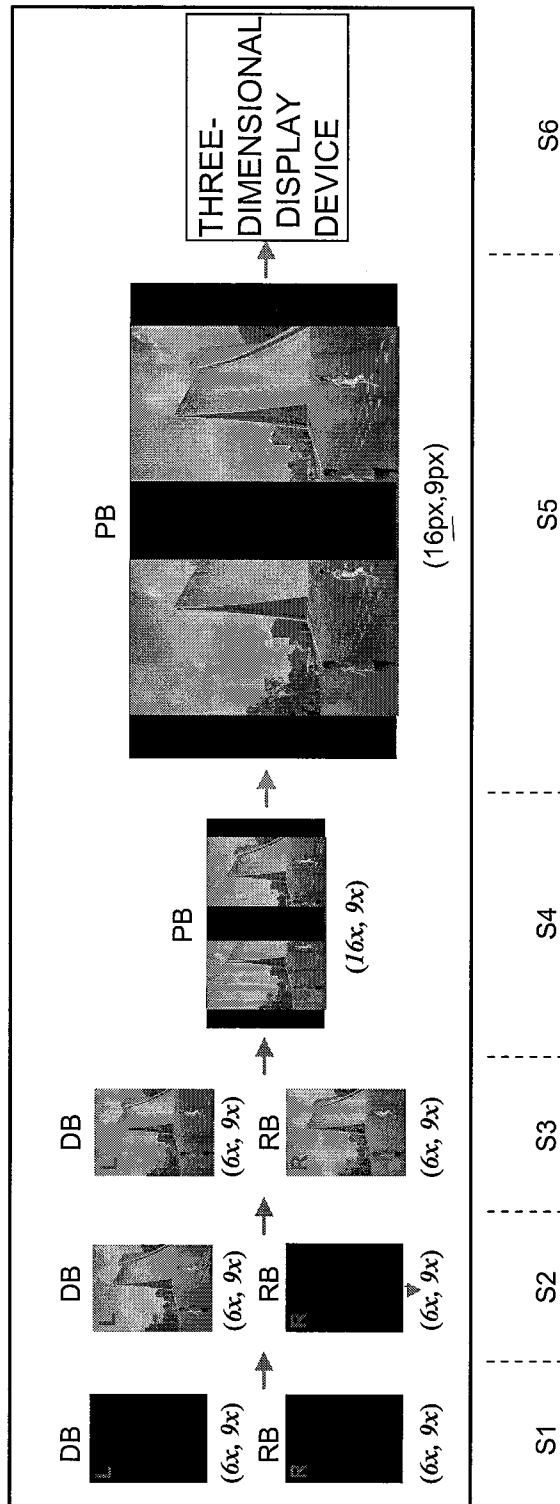 DB
L
(6x, 9x)
RB
R
(6x, 9x)
S1
DB
L
(6x, 9x)
RB
R
(6x, 9x)
S2
DB
L
(6x, 9x)
RB
R
(6x, 9x)
S3
PB
(16x, 9x)
S4
PB
(16px,9px)
S5
THREE-
DIMENSIONAL
DISPLAY
DEVICE
S6